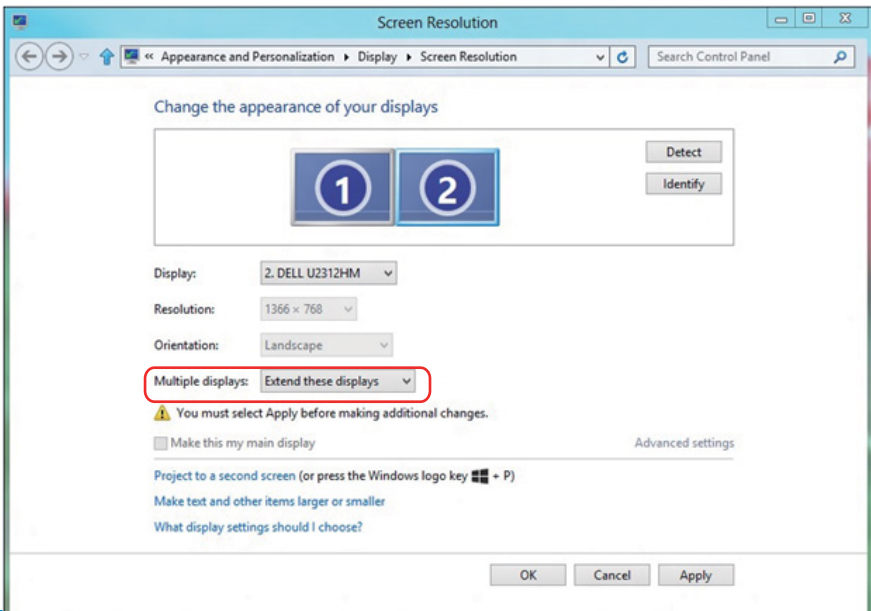 Screen Resolution
« Appearance and Personalization ▸ Display ▸ Screen Resolution
Search Control Panel
Change the appearance of your displays
1 2
Detect
Identify
Display: 2. DELL U2312HM
Resolution: 1366 × 768
Orientation: Landscape
Multiple displays: Extend these displays
You must select Apply before making additional changes.
Make this my main display
Advanced settings
Project to a second screen (or press the Windows logo key + P)
Make text and other items larger or smaller
What display settings should I choose?
OK Cancel Apply